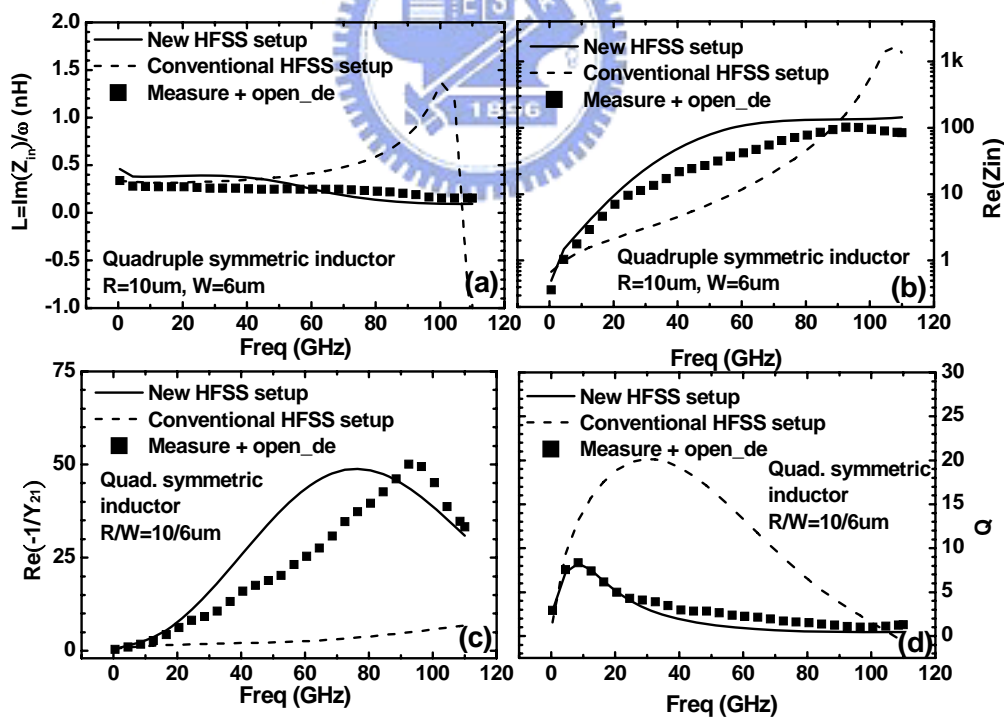 2.0
1.5
1.0
0.5
0.0
-0.5
-1.0
L=Im(Z_in)/ω (nH)
New HFSS setup
Conventional HFSS setup
Measure + open_de
(a)
Quadruple symmetric inductor
R=10um, W=6um
0 20 40 60 80 100 120
Freq (GHz)
ES
1896
New HFSS setup
Conventional HFSS setup
Measure + open_de
1k
100
10
1
Re(Zin)
Quadruple symmetric inductor
R=10um, W=6um
(b)
0 20 40 60 80 100 120
Freq (GHz)
75
50
25
0
Re(-1/Y₂₁)
New HFSS setup
Conventional HFSS setup
Measure + open_de
Quad. symmetric
inductor
R/W=10/6um
(c)
0 20 40 60 80 100 120
Freq (GHz)
New HFSS setup
Conventional HFSS setup
Measure + open_de
Quad. symmetric
inductor
R/W=10/6um
30
25
20
15
10
5
0
Q
(d)
0 20 40 60 80 100 120
Freq (GHz)